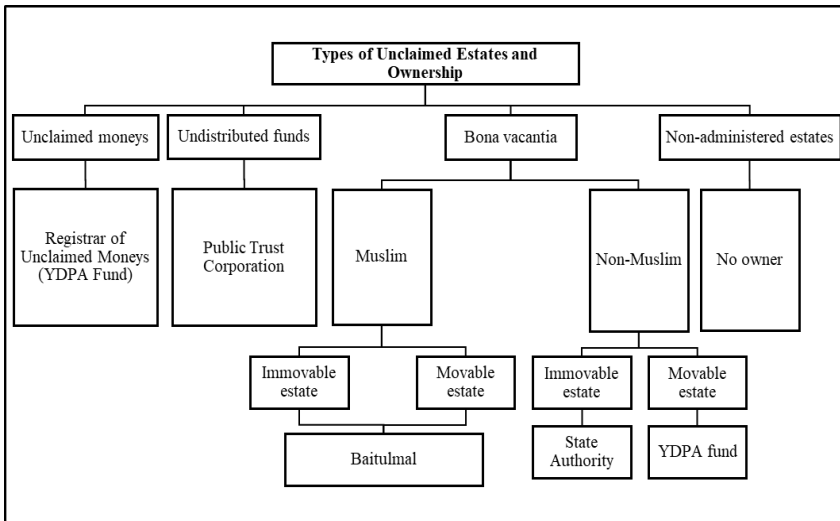 Types of Unclaimed Estates and
Ownership
Unclaimed moneys
Undistributed funds
Bona vacantia
Non-administered estates
Registrar of
Unclaimed Moneys
(YDPA Fund)
Public Trust
Corporation
Muslim
Non-Muslim
No owner
Immovable
estate
Movable
estate
Immovable
estate
Movable
estate
Baitulmal
State
Authority
YDPA fund